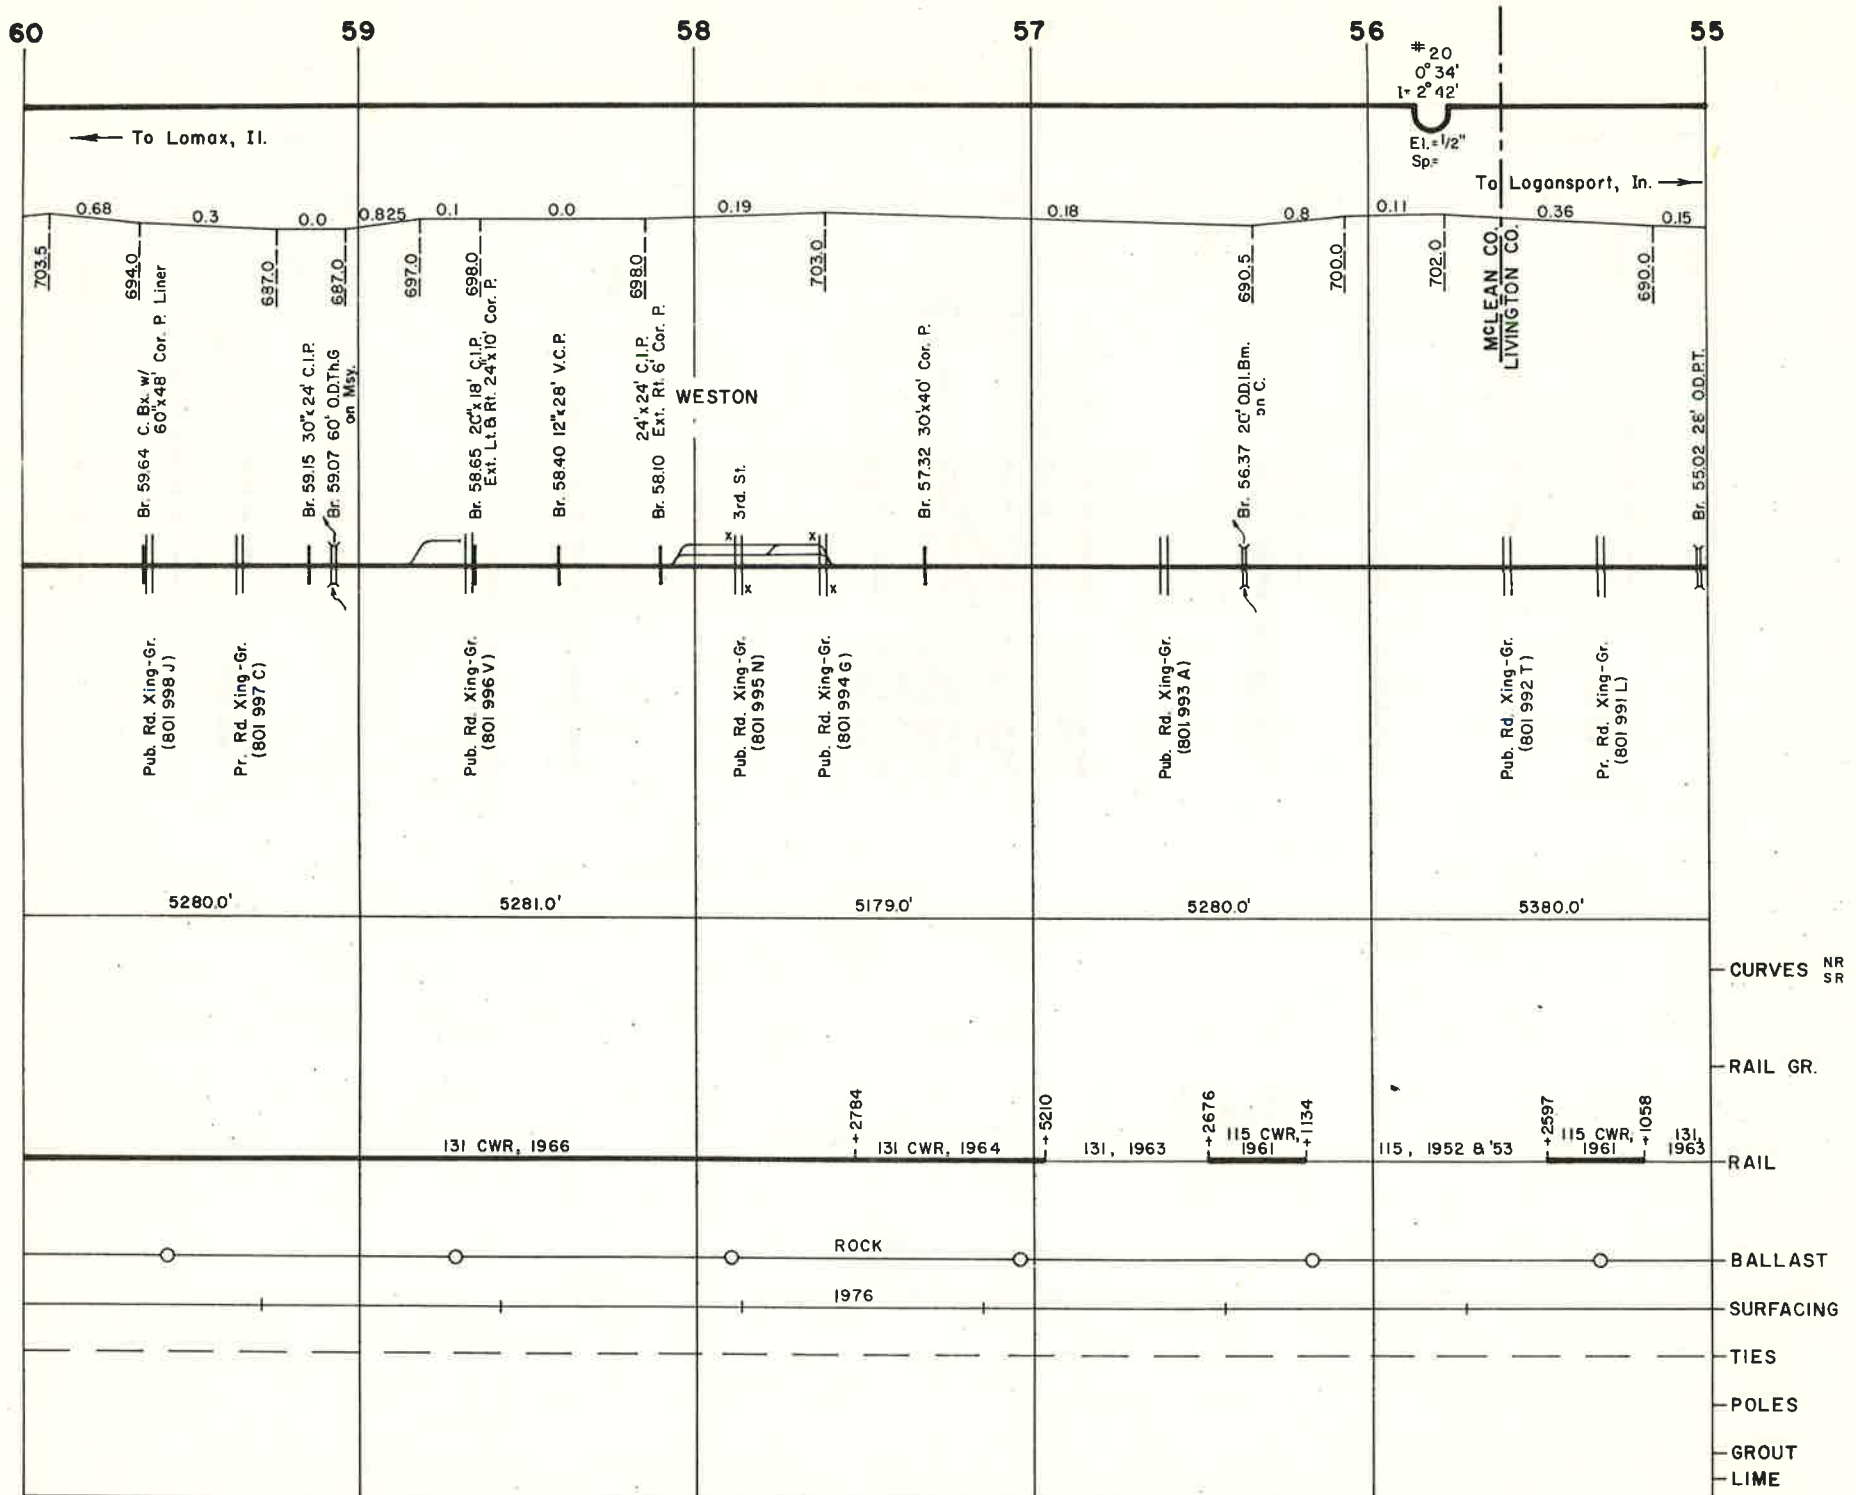 60
59
58
57
56
55
#20
0°34'
I= 2°42'
El.=1/2"
Sp.=
To Lomax, Il.
To Logansport, In.
0.68
0.3
0.0
0.825
0.1
0.0
0.19
0.18
0.8
0.11
0.36
0.15
703.5
694.0
687.0
687.0
697.0
698.0
698.0
703.0
690.5
700.0
702.0
690.0
McLEAN CO.
LIVINGTON CO.
Br. 59.64 C. Bx. w/
60"x48' Cor. P. Liner
Br. 59.15 30"x24' C.I.P.
Br. 59.07 60' O.D.Th.G
on Msy.
Br. 58.65 20"x18' C.I.P.
Ext. Lt. & Rt. 24"x10' Cor. P.
Br. 58.40 12"x28' V.C.P.
24'x24' C.I.P.
Br. 58.10 Ext. Rt. 6' Cor. P.
WESTON
3rd. St.
Br. 57.32 30'x40' Cor. P.
Br. 56.37 20' O.D.I.Bm.
on C.
Br. 55.02 28' O.D.P.T.
x
x
x
x
Pub. Rd. Xing-Gr.
(801 998 J)
Pr. Rd. Xing-Gr.
(801 997 C)
Pub. Rd. Xing-Gr.
(801 996 V)
Pub. Rd. Xing-Gr.
(801 995 N)
Pub. Rd. Xing-Gr.
(801 994 G)
Pub. Rd. Xing-Gr.
(801 993 A)
Pub. Rd. Xing-Gr.
(801 992 T)
Pr. Rd. Xing-Gr.
(801 991 L)
5280.0'
5281.0'
5179.0'
5280.0'
5380.0'
CURVES NR
SR
RAIL GR.
131 CWR, 1966
+2784
131 CWR, 1964
+5210
131, 1963
+2676
115 CWR,
1961
+1134
115, 1952 & '53
+2597
115 CWR,
1961
+1058
131,
1963
RAIL
ROCK
BALLAST
1976
SURFACING
TIES
POLES
GROUT
LIME